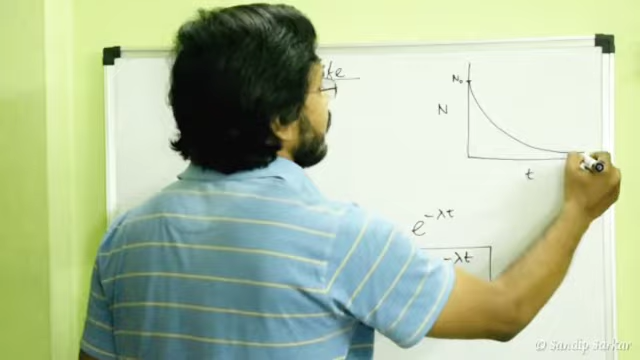 N₀
N
t
e^{-λt}
-λt
© Sandip Sarkar